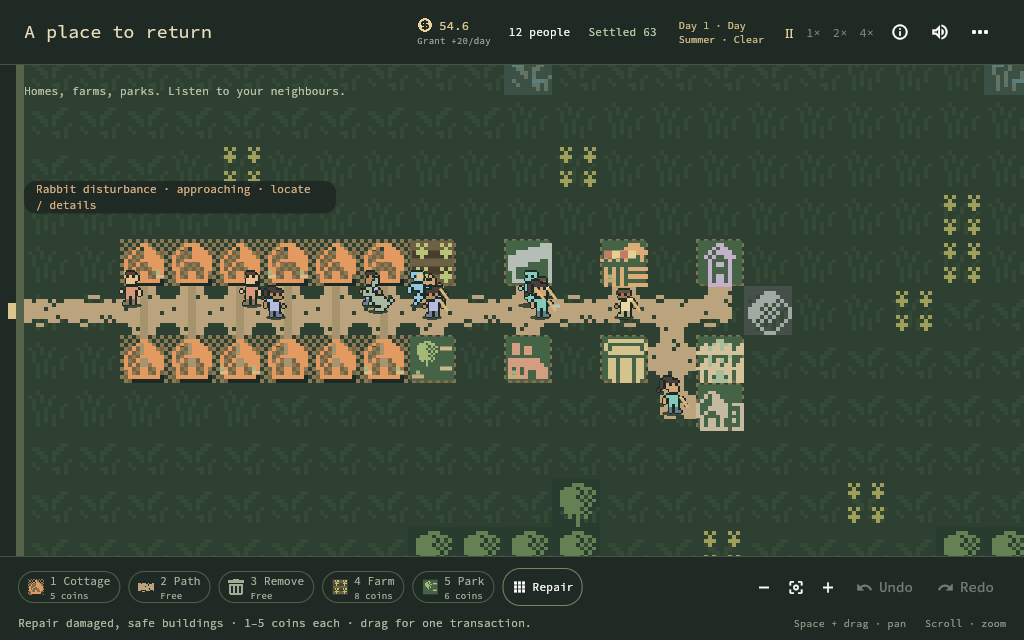 A place to return
54.6
Grant +20/day
12 people
Settled 63
Day 1 · Day
Summer · Clear
II 1× 2× 4×
Homes, farms, parks. Listen to your neighbours.
Rabbit disturbance · approaching · locate
/ details
1 Cottage
5 coins
2 Path
Free
3 Remove
Free
4 Farm
8 coins
5 Park
6 coins
Repair
Undo
Redo
Repair damaged, safe buildings · 1–5 coins each · drag for one transaction.
Space + drag · pan
Scroll · zoom